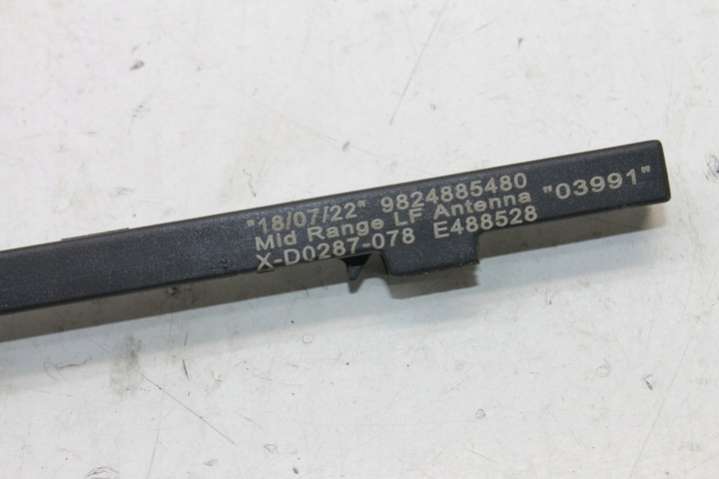 "18/07/22" 9824885480
Mid Range LF Antenna "03991"
X-D0287-078 E488528